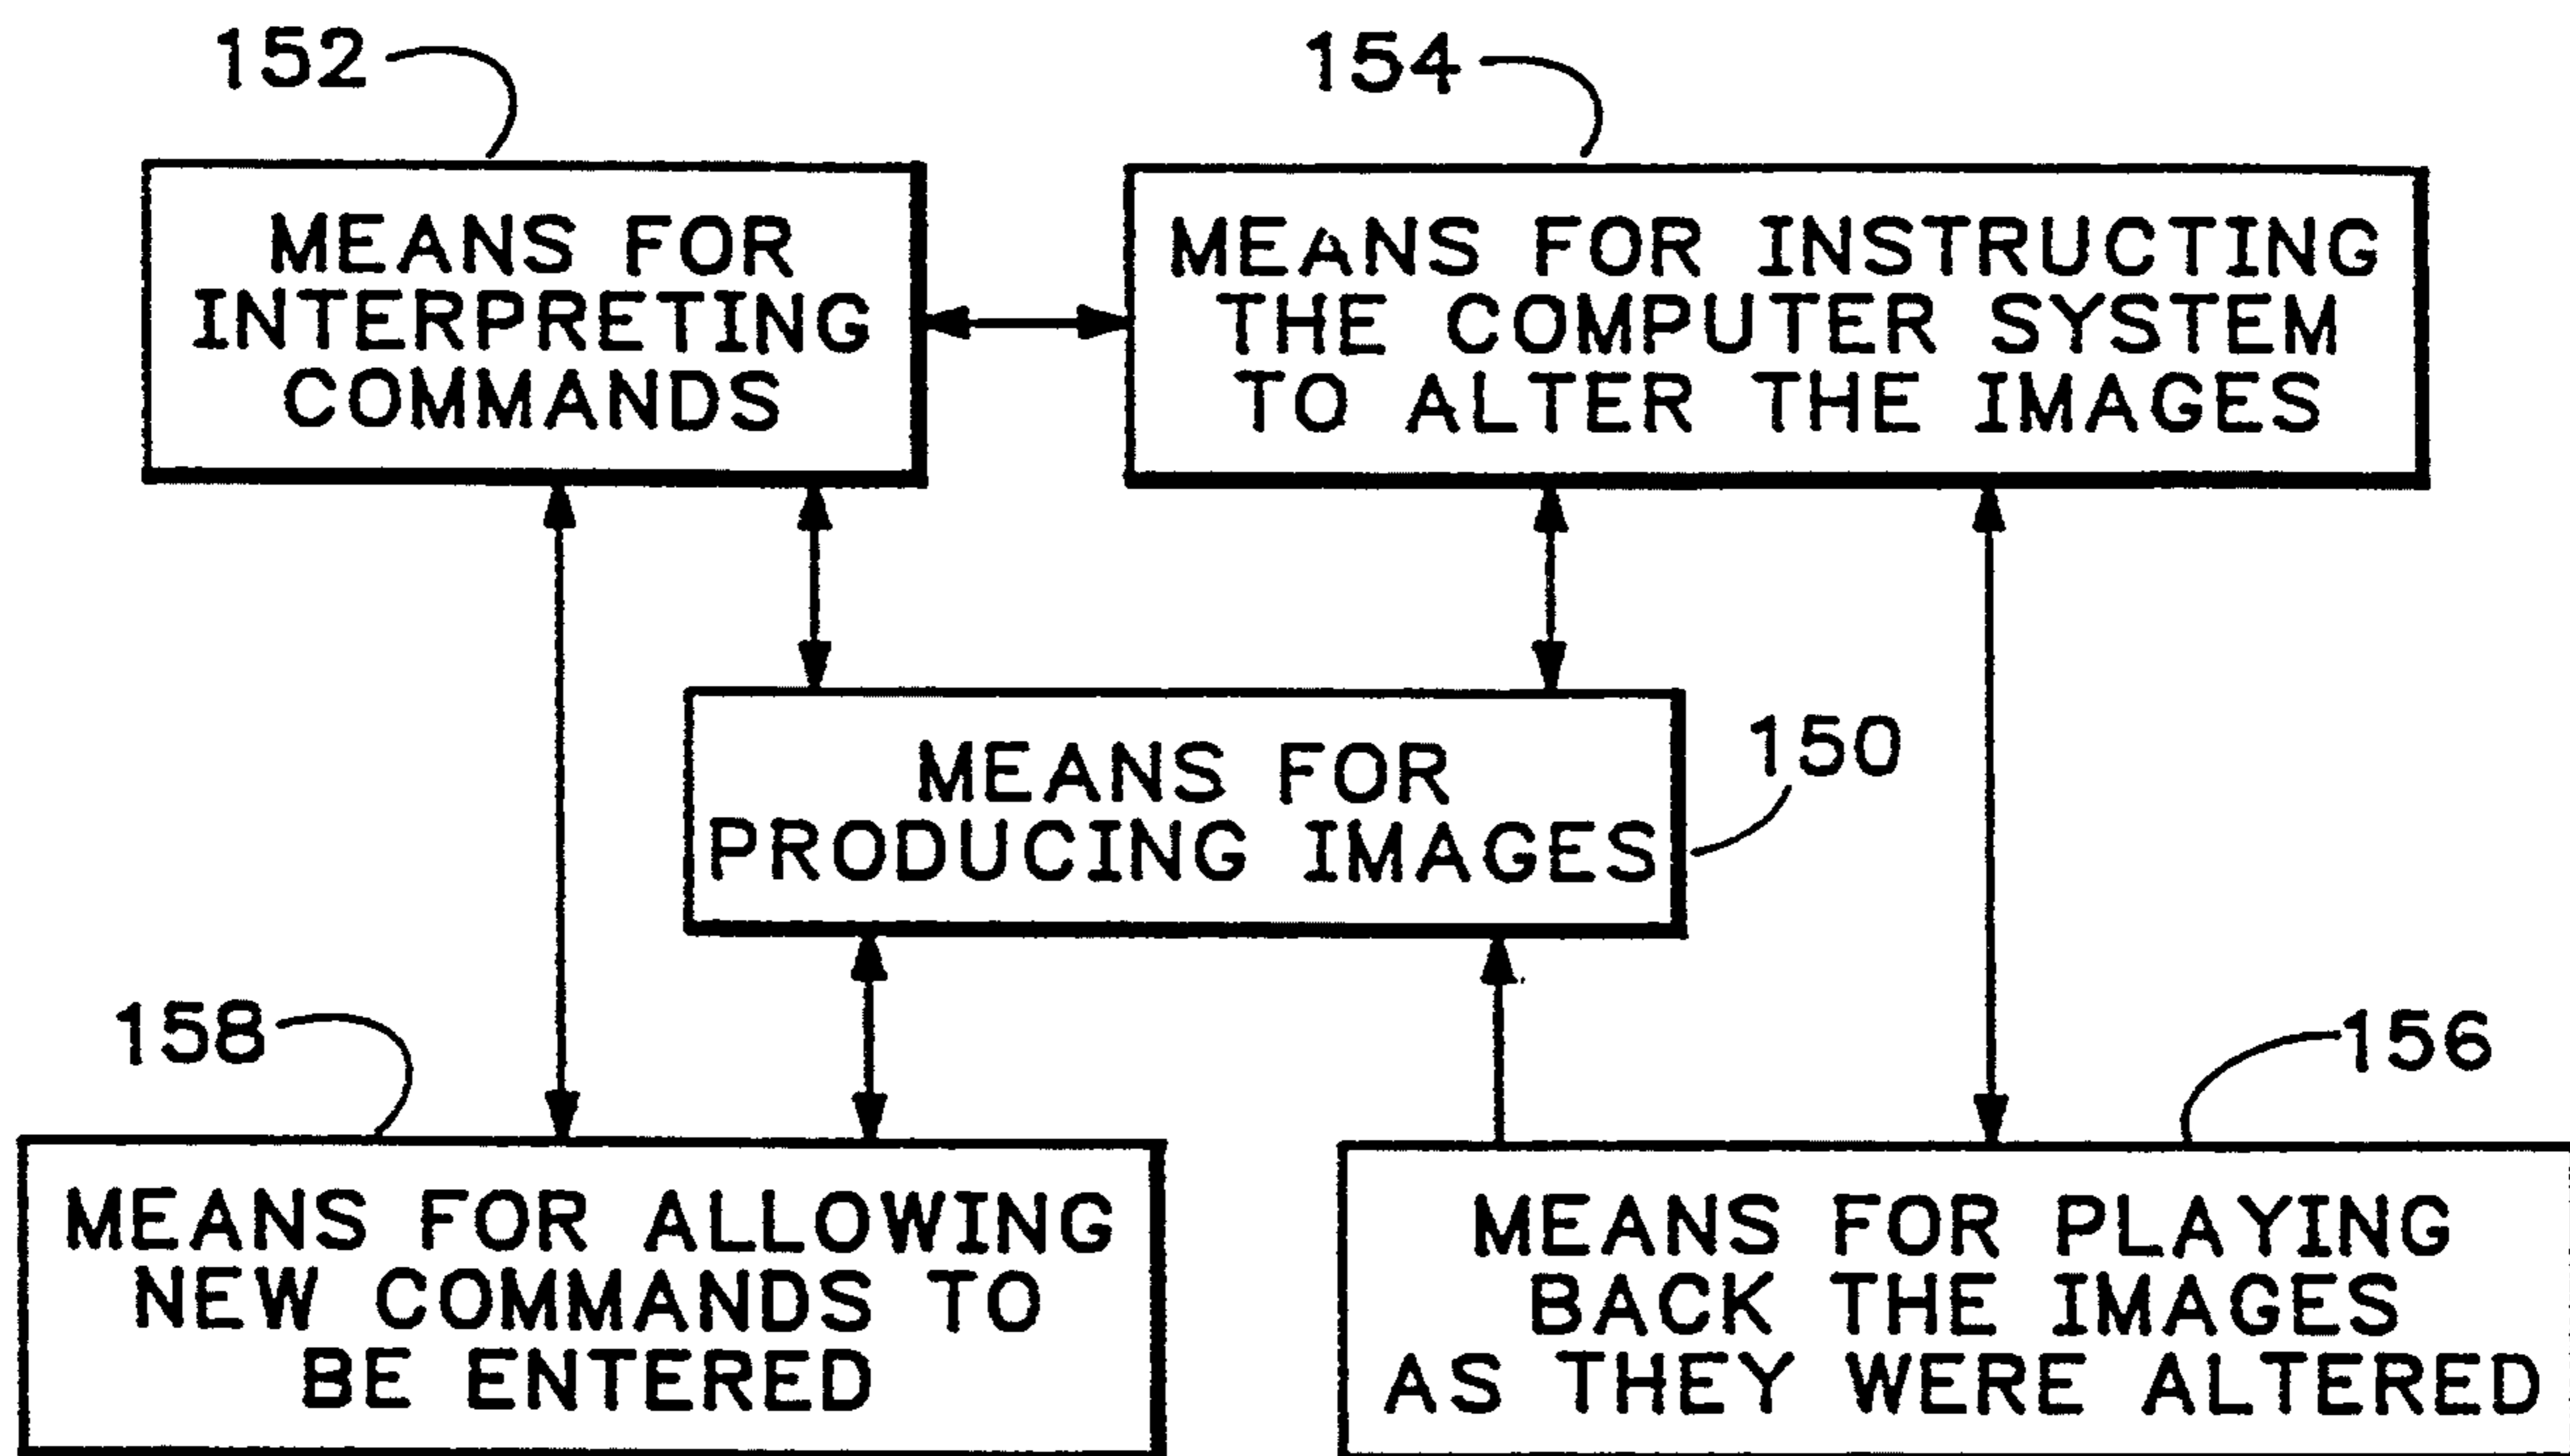 152
MEANS FOR
INTERPRETING
COMMANDS
154
MEANS FOR INSTRUCTING
THE COMPUTER SYSTEM
TO ALTER THE IMAGES
150
MEANS FOR
PRODUCING IMAGES
158
MEANS FOR ALLOWING
NEW COMMANDS TO
BE ENTERED
156
MEANS FOR PLAYING
BACK THE IMAGES
AS THEY WERE ALTERED